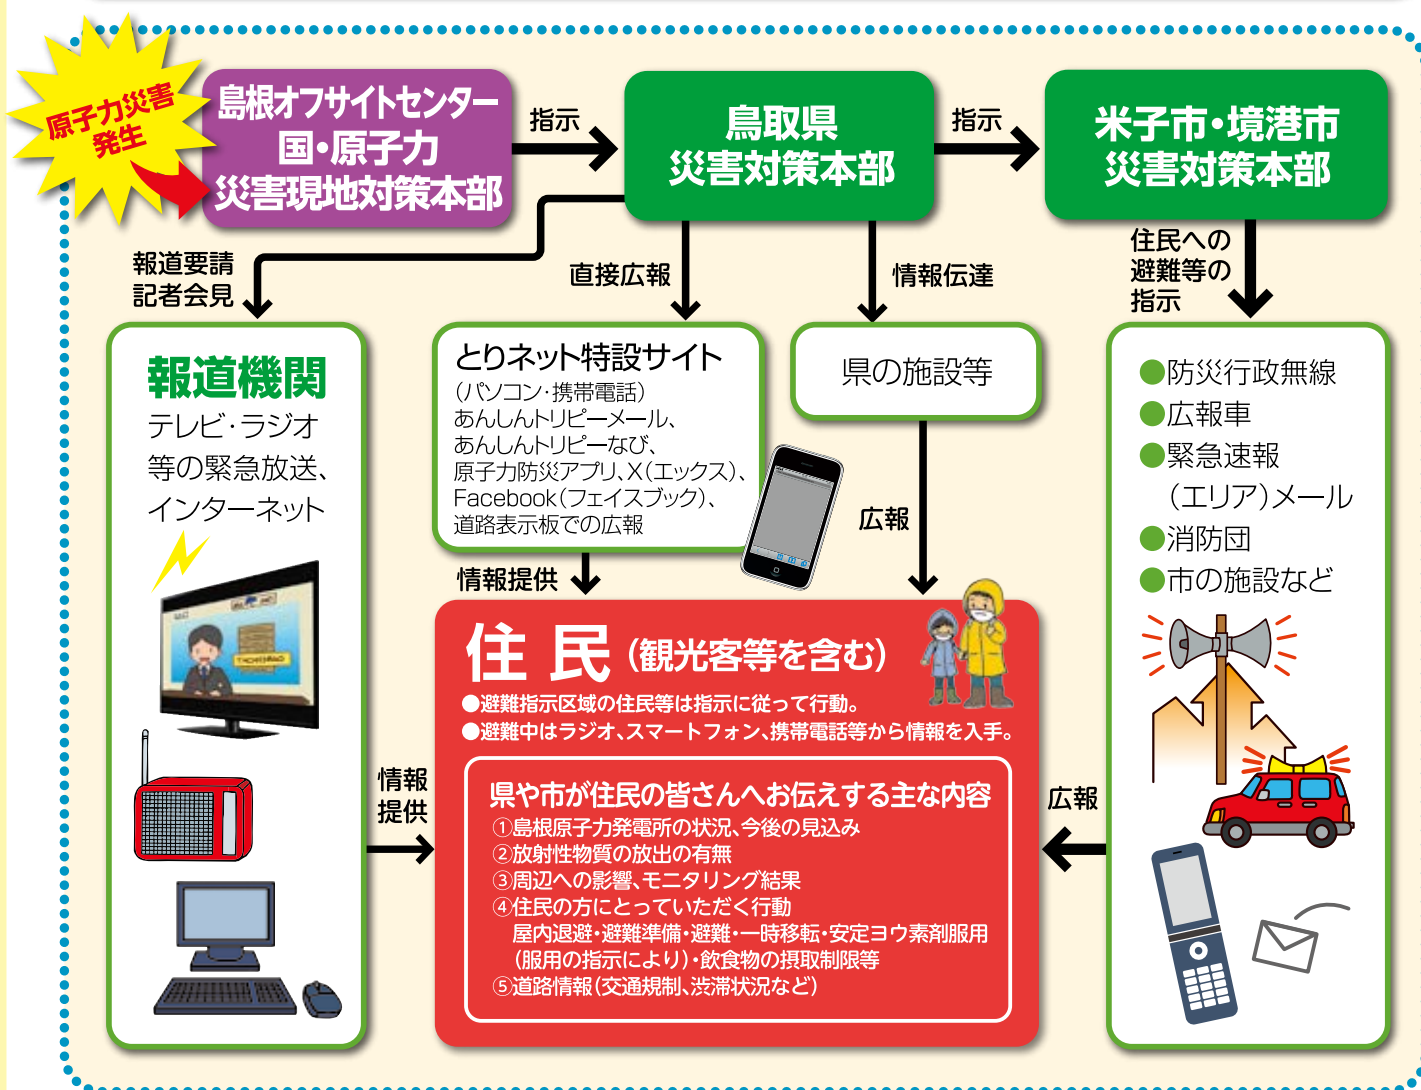 原子力災害
発生
島根オフサイトセンター
国・原子力
災害現地対策本部
指示
鳥取県
災害対策本部
指示
米子市・境港市
災害対策本部
報道要請
記者会見
直接広報
情報伝達
住民への
避難等の
指示
報道機関
テレビ・ラジオ
等の緊急放送、
インターネット
とりネット特設サイト
(パソコン・携帯電話)
あんしんトリピーメール、
あんしんトリピーなび、
原子力防災アプリ、X(エックス)、
Facebook(フェイスブック)、
道路表示板での広報
県の施設等
●防災行政無線
●広報車
●緊急速報
(エリア)メール
●消防団
●市の施設など
情報提供
広報
住民(観光客等を含む)
●避難指示区域の住民等は指示に従って行動。
●避難中はラジオ、スマートフォン、携帯電話等から情報を入手。
情報
提供
広報
県や市が住民の皆さんへお伝えする主な内容
①島根原子力発電所の状況、今後の見込み
②放射性物質の放出の有無
③周辺への影響、モニタリング結果
④住民の方にとっていただく行動
屋内退避・避難準備・避難・一時移転・安定ヨウ素剤服用
(服用の指示により)・飲食物の摂取制限等
⑤道路情報(交通規制、渋滞状況など)